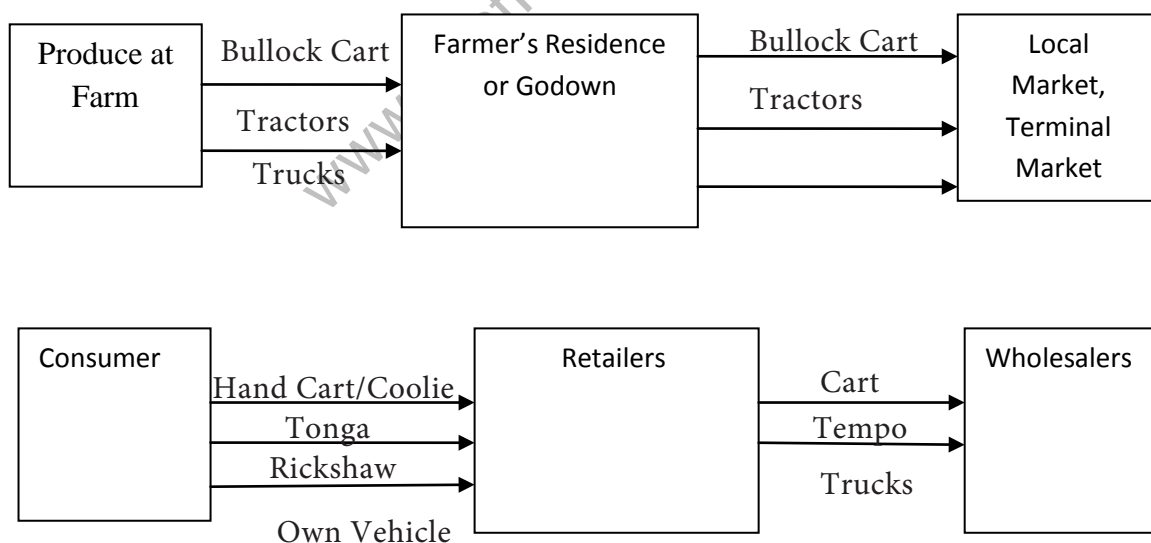 Produce at
Farm
Bullock Cart
Tractors
Trucks
Farmer’s Residence
or Godown
Bullock Cart
Tractors
Local
Market,
Terminal
Market
Consumer
Hand Cart/Coolie
Tonga
Rickshaw
Own Vehicle
Retailers
Cart
Tempo
Trucks
Wholesalers